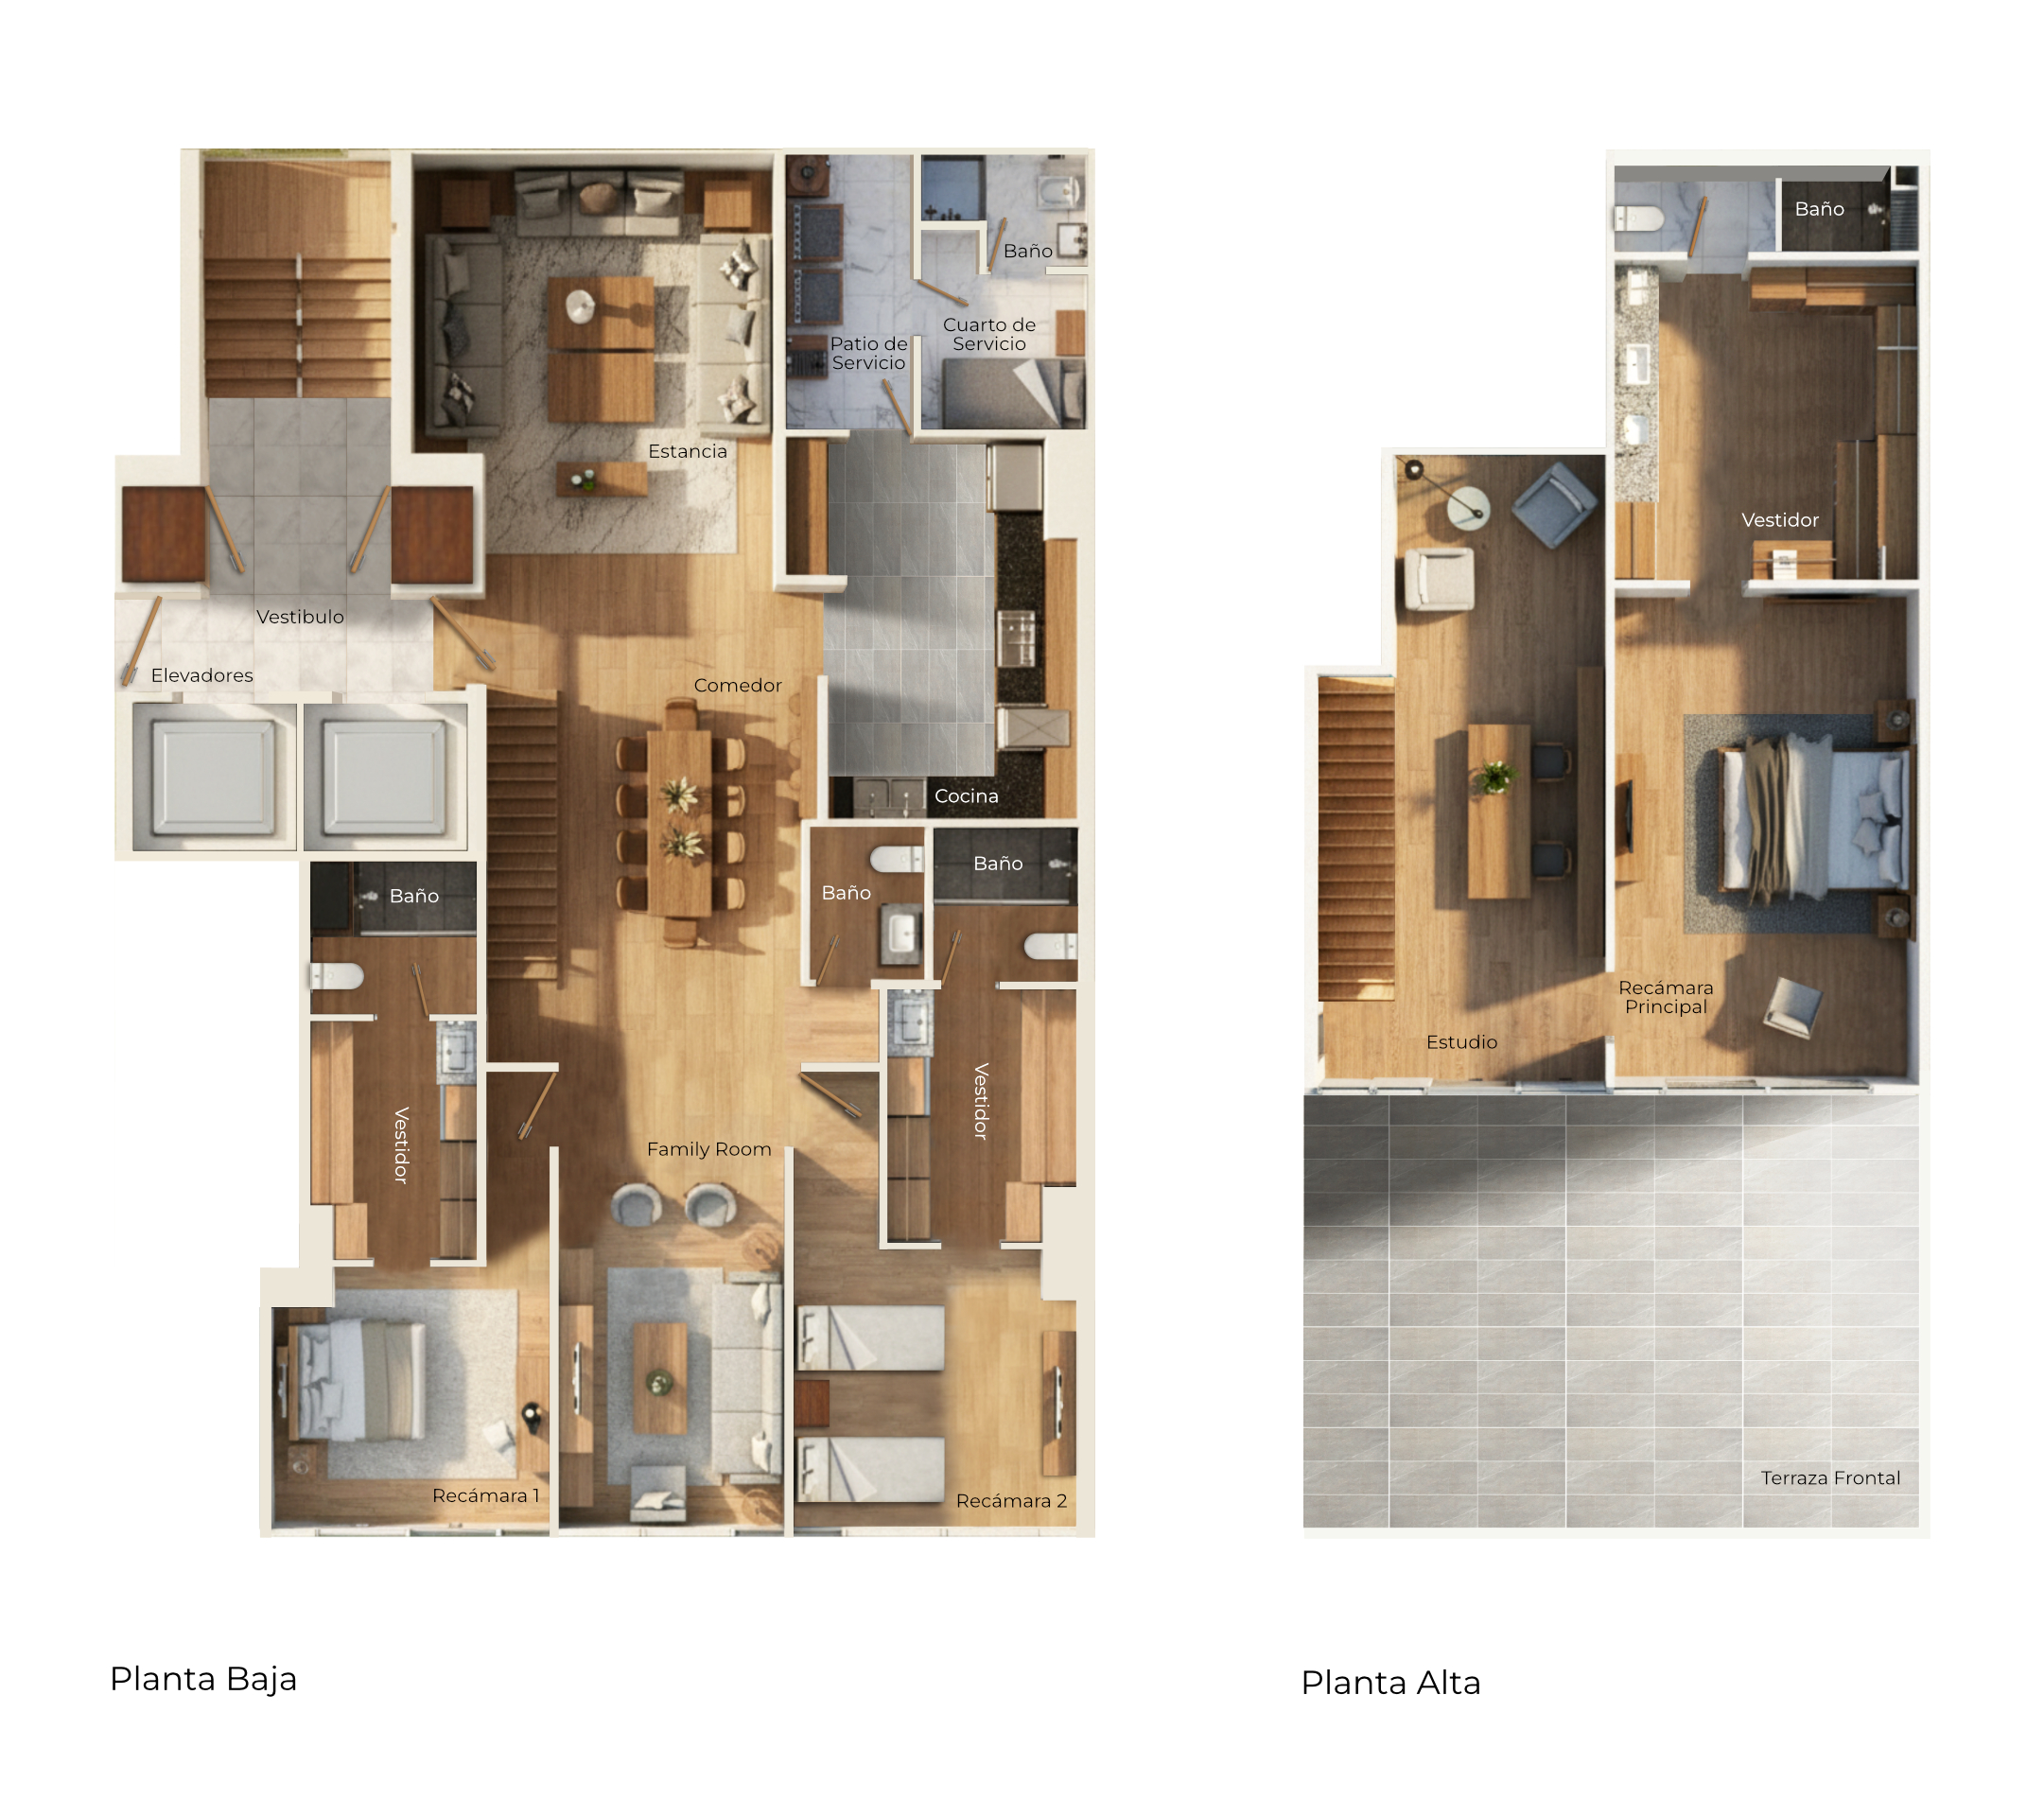 Baño
Baño
Cuarto de
Servicio
Patio de
Servicio
Estancia
Vestidor
Vestibulo
Elevadores
Comedor
Cocina
Baño
Baño
Baño
Recámara
Principal
Estudio
Vestidor
Vestidor
Family Room
Terraza Frontal
Recámara 1
Recámara 2
Planta Baja
Planta Alta